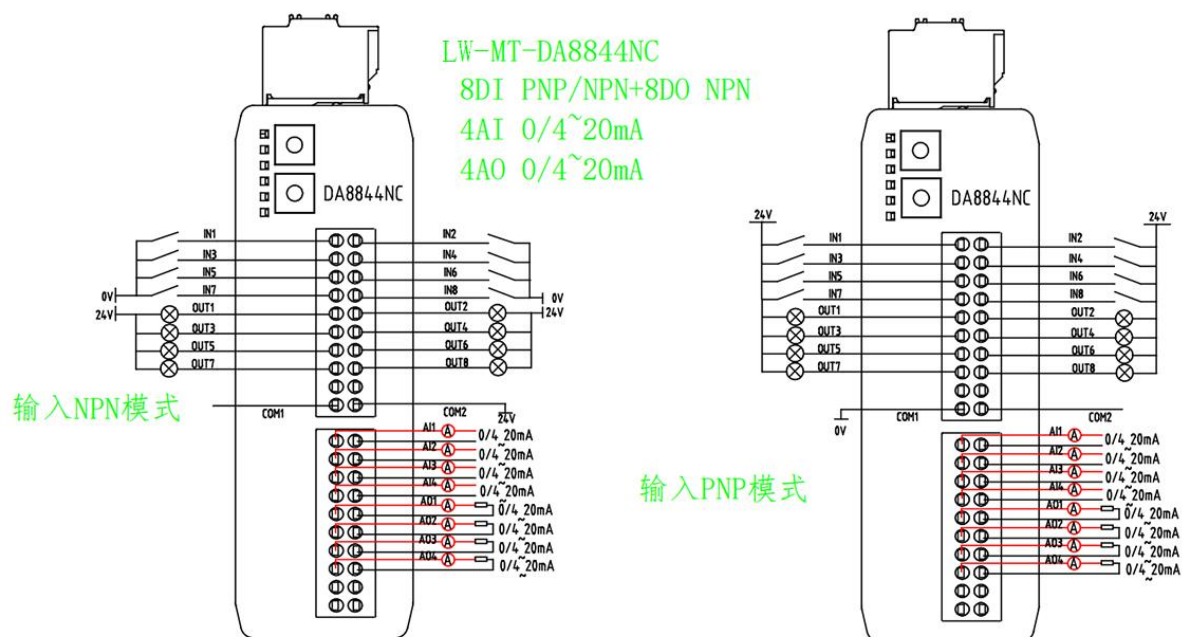 LW-MT-DA8844NC
8DI PNP/NPN+8DO NPN
4AI 0/4~20mA
4AO 0/4~20mA
DA8844NC
IN1 IN2
IN3 IN4
IN5 IN6
IN7 IN8
0V 0V
24V 24V
OUT1 OUT2
OUT3 OUT4
OUT5 OUT6
OUT7 OUT8
输入NPN模式
COM1 COM2
24V
AI1 0/4~20mA
AI2 0/4~20mA
AI3 0/4~20mA
AI4 0/4~20mA
AO1 0/4~20mA
AO2 0/4~20mA
AO3 0/4~20mA
AO4 0/4~20mA
A
A
A
A
A
A
A
A
DA8844NC
24V 24V
IN1 IN2
IN3 IN4
IN5 IN6
IN7 IN8
OUT1 OUT2
OUT3 OUT4
OUT5 OUT6
OUT7 OUT8
COM1 COM2
0V
输入PNP模式
AI1 0/4~20mA
AI2 0/4~20mA
AI3 0/4~20mA
AI4 0/4~20mA
AO1 0/4~20mA
AO2 0/4~20mA
AO3 0/4~20mA
AO4 0/4~20mA
A
A
A
A
A
A
A
A